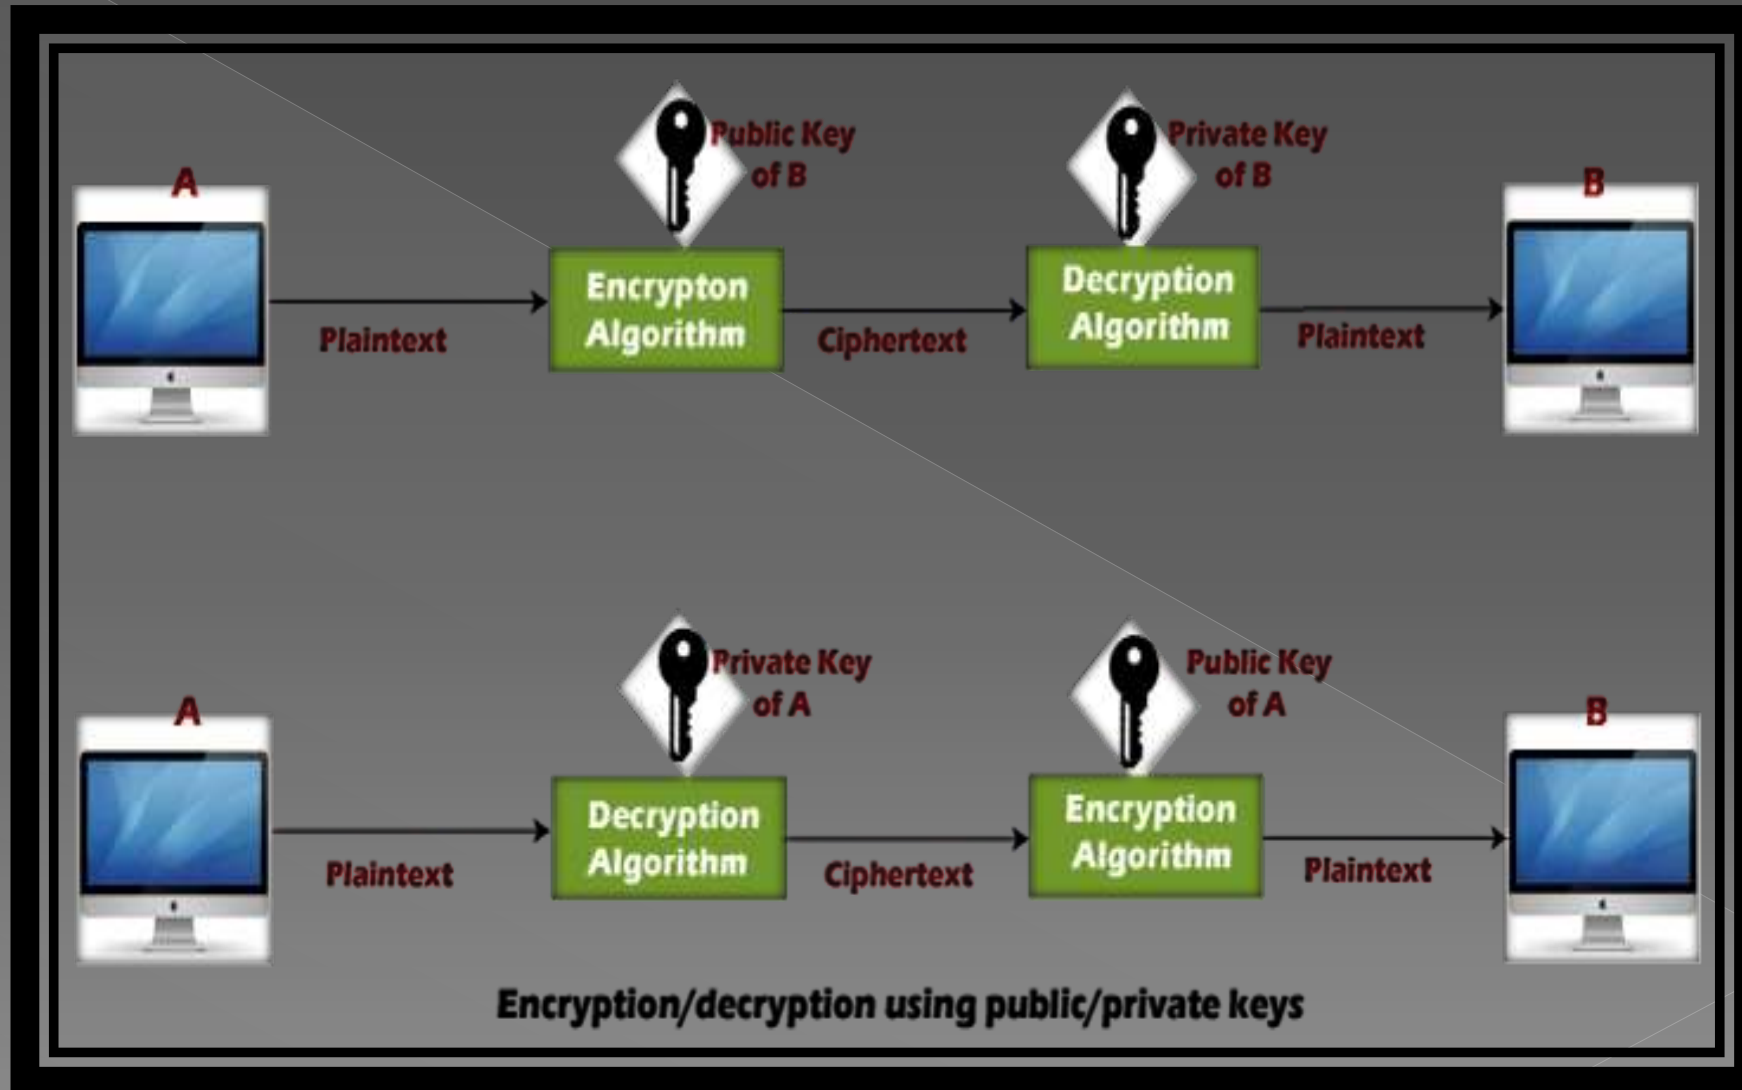 A
Public Key
of B
Private Key
of B
B
Encrypton
Algorithm
Decryption
Algorithm
Plaintext
Ciphertext
Plaintext
A
Private Key
of A
Public Key
of A
B
Decryption
Algorithm
Encryption
Algorithm
Plaintext
Ciphertext
Plaintext
Encryption/decryption using public/private keys